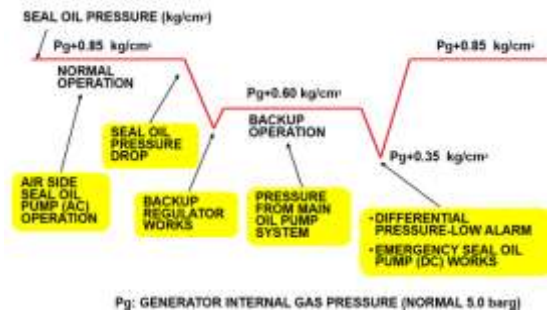 SEAL OIL PRESSURE (kg/cm²)
Pg+0.85 kg/cm²
Pg+0.85 kg/cm²
NORMAL
OPERATION
Pg+0.60 kg/cm²
BACKUP
OPERATION
SEAL OIL
PRESSURE
DROP
Pg+0.35 kg/cm²
AIR SIDE
SEAL OIL
PUMP (AC)
OPERATION
BACKUP
REGULATOR
WORKS
PRESSURE
FROM MAIN
OIL PUMP
SYSTEM
•DIFFERENTIAL
PRESSURE-LOW ALARM
• EMERGENCY SEAL OIL
PUMP (DC) WORKS
Pg: GENERATOR INTERNAL GAS PRESSURE (NORMAL 5.0 barg)